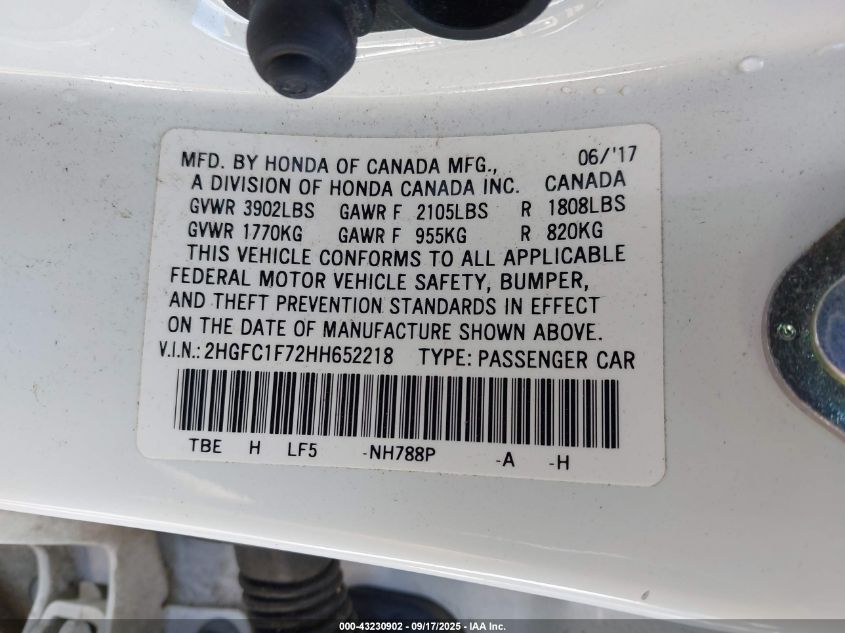 MFD. BY HONDA OF CANADA MFG., 06/'17
A DIVISION OF HONDA CANADA INC. CANADA
GVWR 3902LBS GAWR F 2105LBS R 1808LBS
GVWR 1770KG GAWR F 955KG R 820KG
THIS VEHICLE CONFORMS TO ALL APPLICABLE
FEDERAL MOTOR VEHICLE SAFETY, BUMPER,
AND THEFT PREVENTION STANDARDS IN EFFECT
ON THE DATE OF MANUFACTURE SHOWN ABOVE.
V.I.N.: 2HGFC1F72HH652218 TYPE: PASSENGER CAR
TBE H LF5 -NH788P -A -H
000-43230902 - 09/17/2025 - IAA Inc.